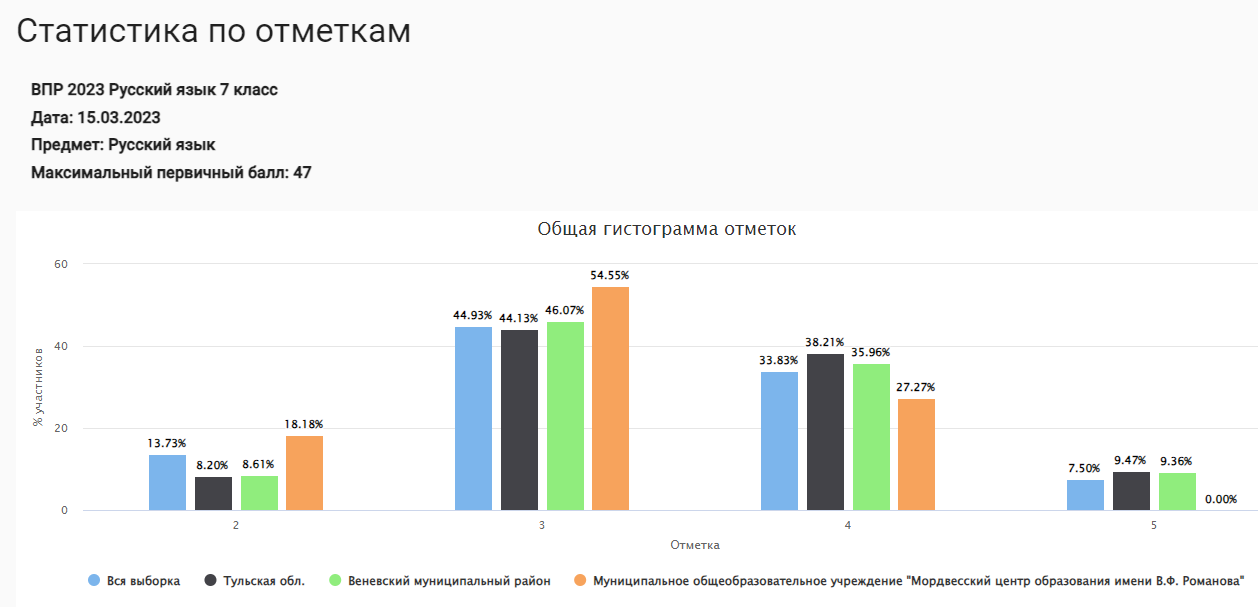 Статистика по отметкам
ВПР 2023 Русский язык 7 класс
Дата: 15.03.2023
Предмет: Русский язык
Максимальный первичный балл: 47
Общая гистограмма отметок
% участников
60
40
20
0
13.73% 8.20% 8.61% 18.18%
44.93% 44.13% 46.07% 54.55%
33.83% 38.21% 35.96% 27.27%
7.50% 9.47% 9.36% 0.00%
2 3 4 5
Отметка
Вся выборка Тульская обл. Веневский муниципальный район Муниципальное общеобразовательное учреждение "Мордвесский центр образования имени В.Ф. Романова"